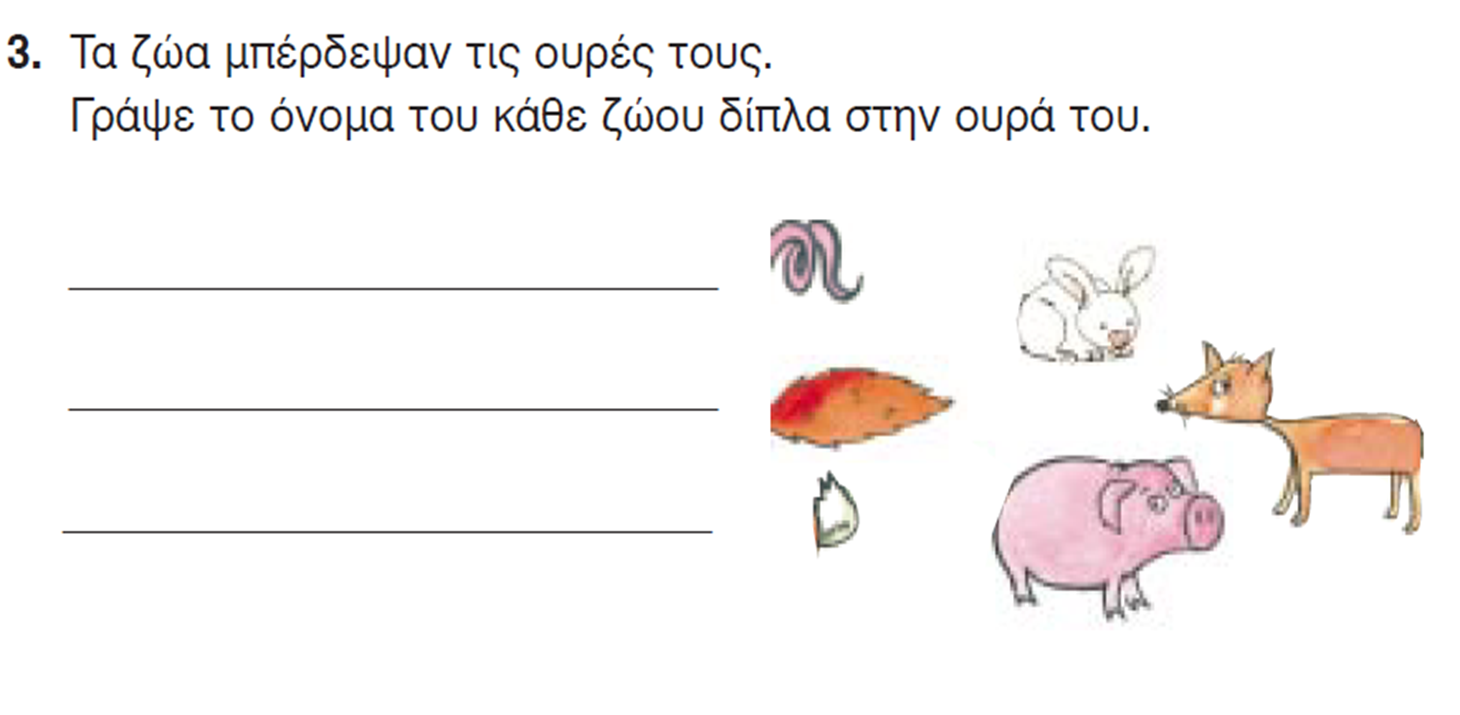 3. Τα ζώα μπέρδεψαν τις ουρές τους.
Γράψε το όνομα του κάθε ζώου δίπλα στην ουρά του.